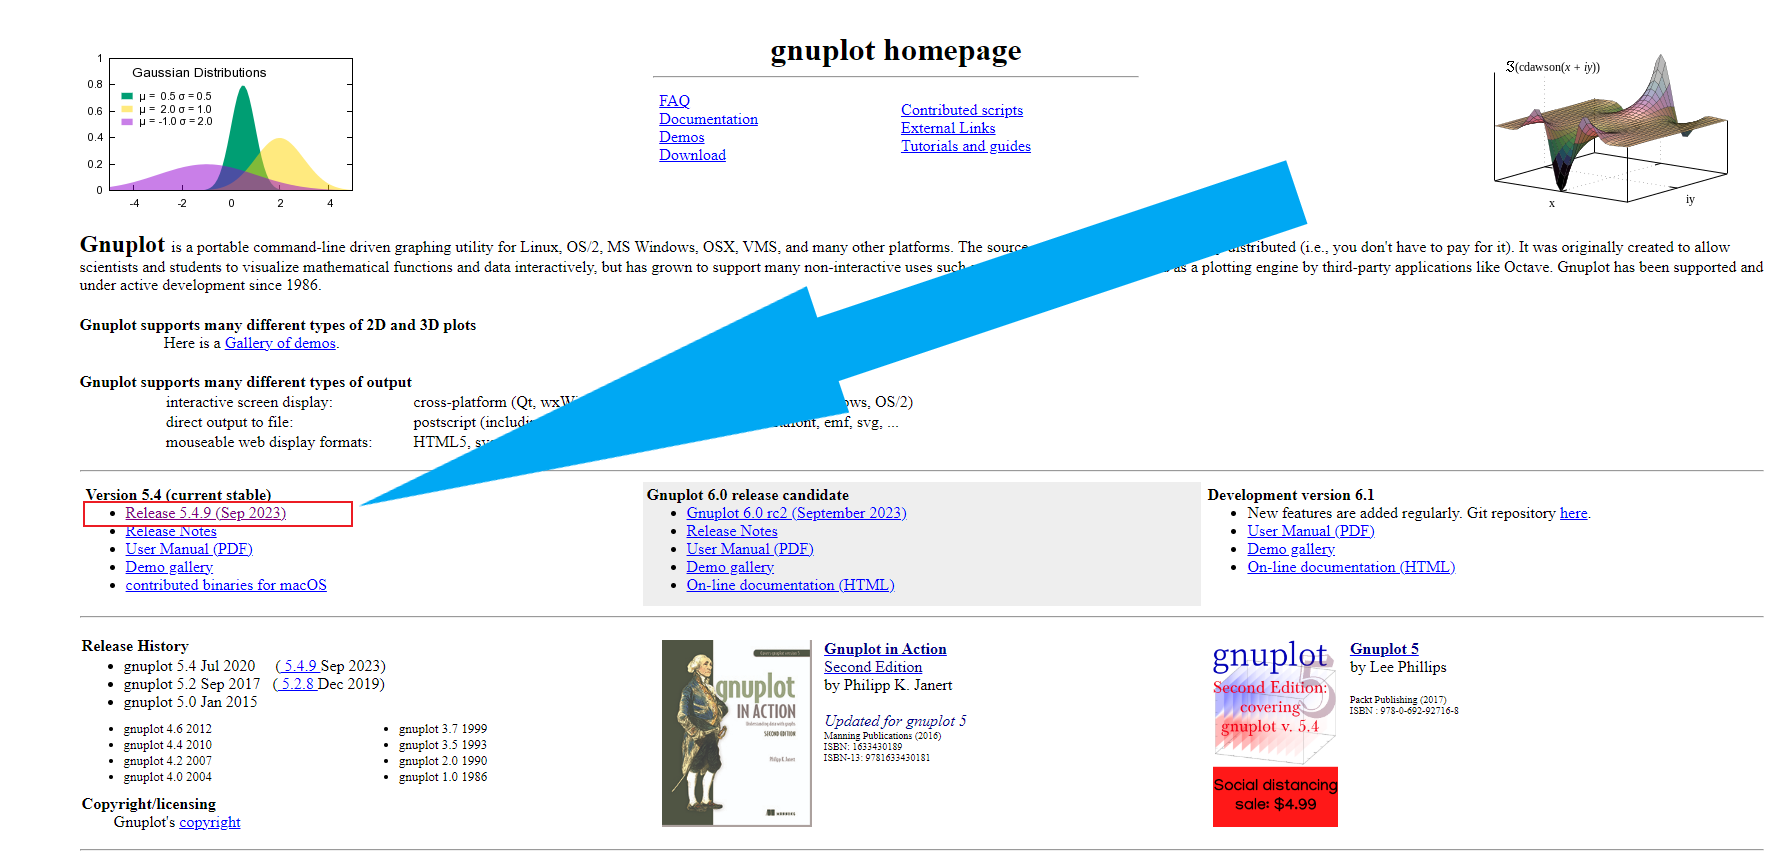 gnuplot homepage
1
0.8
0.6
0.4
0.2
0
-4
-2
0
2
4
Gaussian Distributions
μ = 0.5 σ = 0.5
μ = 2.0 σ = 1.0
μ = -1.0 σ = 2.0
FAQ
Documentation
Demos
Download
Contributed scripts
External Links
Tutorials and guides
ℑ(cdawson(x + iy))
x
iy
Gnuplot is a portable command-line driven graphing utility for Linux, OS/2, MS Windows, OSX, VMS, and many other platforms. The source distributed (i.e., you don't have to pay for it). It was originally created to allow
scientists and students to visualize mathematical functions and data interactively, but has grown to support many non-interactive uses such as a plotting engine by third-party applications like Octave. Gnuplot has been supported and
under active development since 1986.
Gnuplot supports many different types of 2D and 3D plots
Here is a Gallery of demos.
Gnuplot supports many different types of output
interactive screen display: cross-platform (Qt, OS/2)
direct output to file: postscript emf, svg, ...
mouseable web display formats: HTML5,
Version 5.4 (current stable)
Release 5.4.9 (Sep 2023)
Release Notes
User Manual (PDF)
Demo gallery
contributed binaries for macOS
Gnuplot 6.0 release candidate
Gnuplot 6.0 rc2 (September 2023)
Release Notes
User Manual (PDF)
Demo gallery
On-line documentation (HTML)
Development version 6.1
New features are added regularly. Git repository here.
User Manual (PDF)
Demo gallery
On-line documentation (HTML)
Release History
gnuplot 5.4 Jul 2020 ( 5.4.9 Sep 2023)
gnuplot 5.2 Sep 2017 ( 5.2.8 Dec 2019)
gnuplot 5.0 Jan 2015
gnuplot 4.6 2012
gnuplot 4.4 2010
gnuplot 4.2 2007
gnuplot 4.0 2004
gnuplot 3.7 1999
gnuplot 3.5 1993
gnuplot 2.0 1990
gnuplot 1.0 1986
Copyright/licensing
Gnuplot's copyright
gnuplot
IN ACTION
Understanding data with graphs
SECOND EDITION
Philipp K. Janert
MANNING
Gnuplot in Action
Second Edition
by Philipp K. Janert
Updated for gnuplot 5
Manning Publications (2016)
ISBN: 1633430189
ISBN-13: 9781633430181
gnuplot
5
Second Edition:
covering
gnuplot v. 5.4
Social distancing
sale: $4.99
Gnuplot 5
by Lee Phillips
Packt Publishing (2017)
ISBN : 978-0-692-92716-8